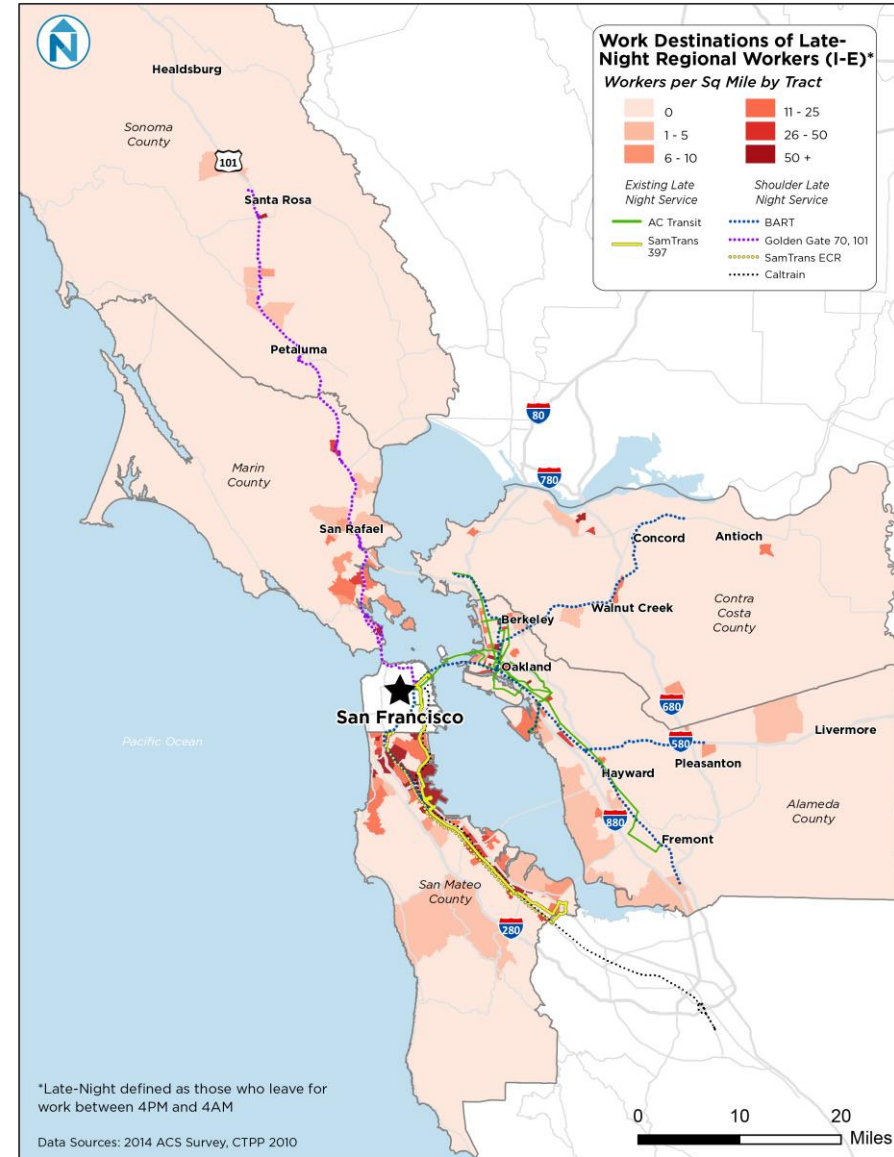 N
Work Destinations of Late-
Night Regional Workers (I-E)*
Workers per Sq Mile by Tract
0
1 - 5
6 - 10
11 - 25
26 - 50
50 +
Existing Late
Night Service
AC Transit
SamTrans
397
Shoulder Late
Night Service
BART
Golden Gate 70, 101
SamTrans ECR
Caltrain
Healdsburg
Sonoma
County
101
Santa Rosa
Petaluma
80
780
Marin
County
San Rafael
Concord
Antioch
Walnut Creek
Berkeley
Contra
Costa
County
Oakland
San Francisco
680
580
Livermore
Pleasanton
Pacific Ocean
Hayward
Alameda
County
880
Fremont
San Mateo
County
280
*Late-Night defined as those who leave for
work between 4PM and 4AM
Data Sources: 2014 ACS Survey, CTPP 2010
0 10 20
Miles